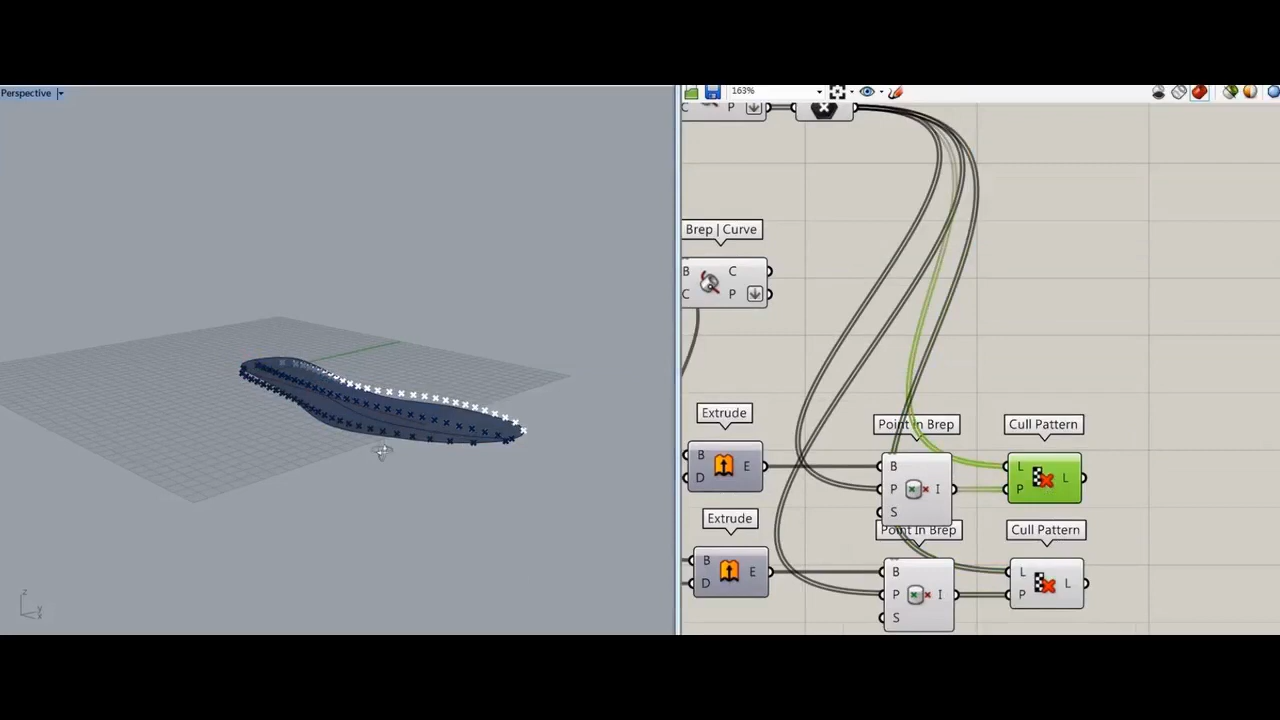 Perspective
163%
C P
Brep | Curve
B C
C P
Extrude
B E
D
Point in Brep
B
P I
S
Cull Pattern
L L
P
Extrude
B E
D
Point In Brep
B
P I
S
Cull Pattern
L L
P
z
y
x